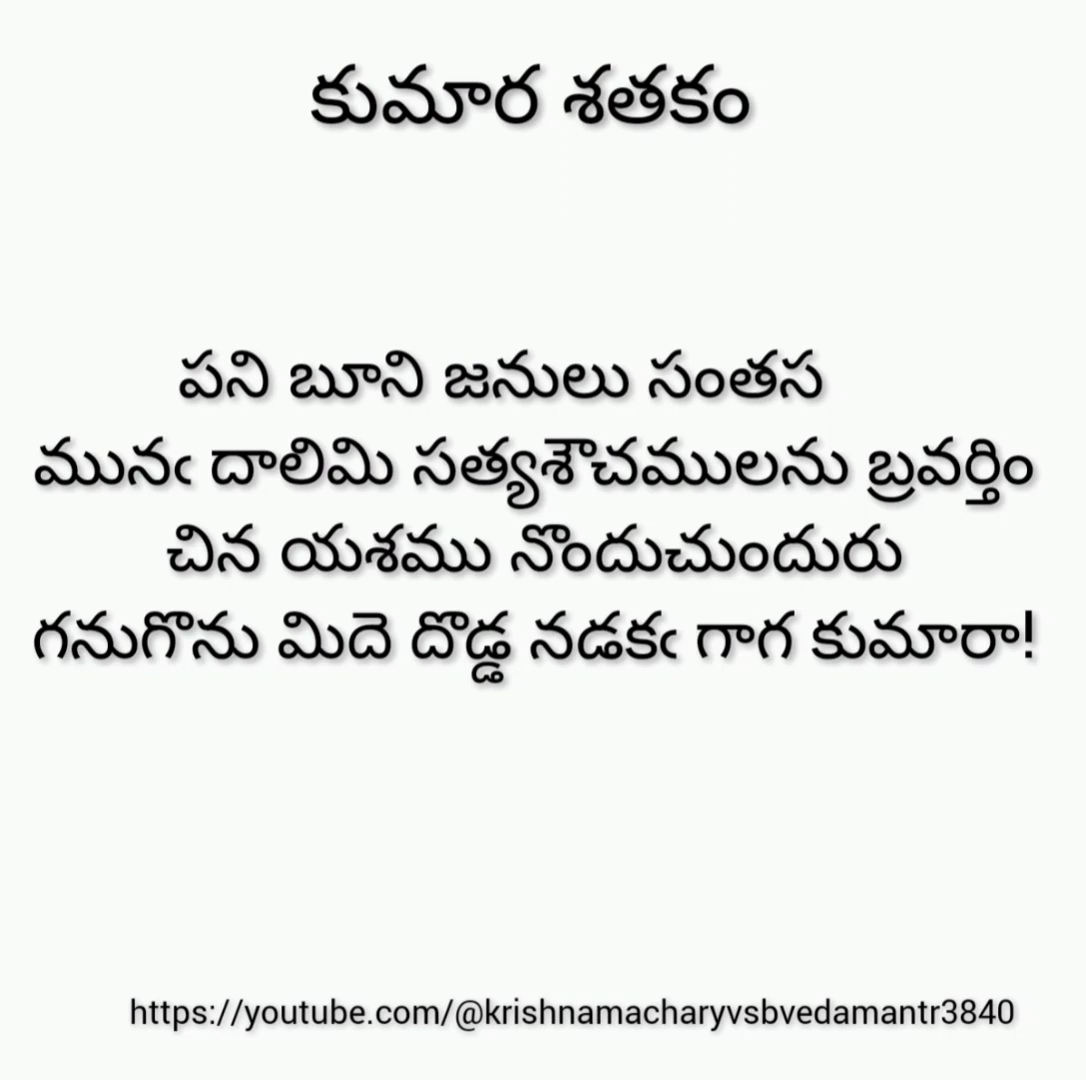 కుమార శతకం
పని బూని జనులు సంతస
మునఁ దాలిమి సత్యశౌచములను బ్రవర్తిం
చిన యశము నొందుచుందురు
గనుగొను మిదె దొడ్డ నడకఁ గాగ కుమారా!
https://youtube.com/@krishnamacharyvsbvedamantr3840